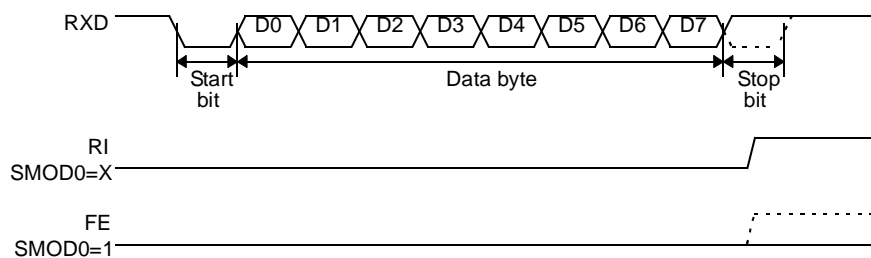 RXD D0 D1 D2 D3 D4 D5 D6 D7
Start Data byte Stop
bit bit
RI
SMOD0=X
FE
SMOD0=1